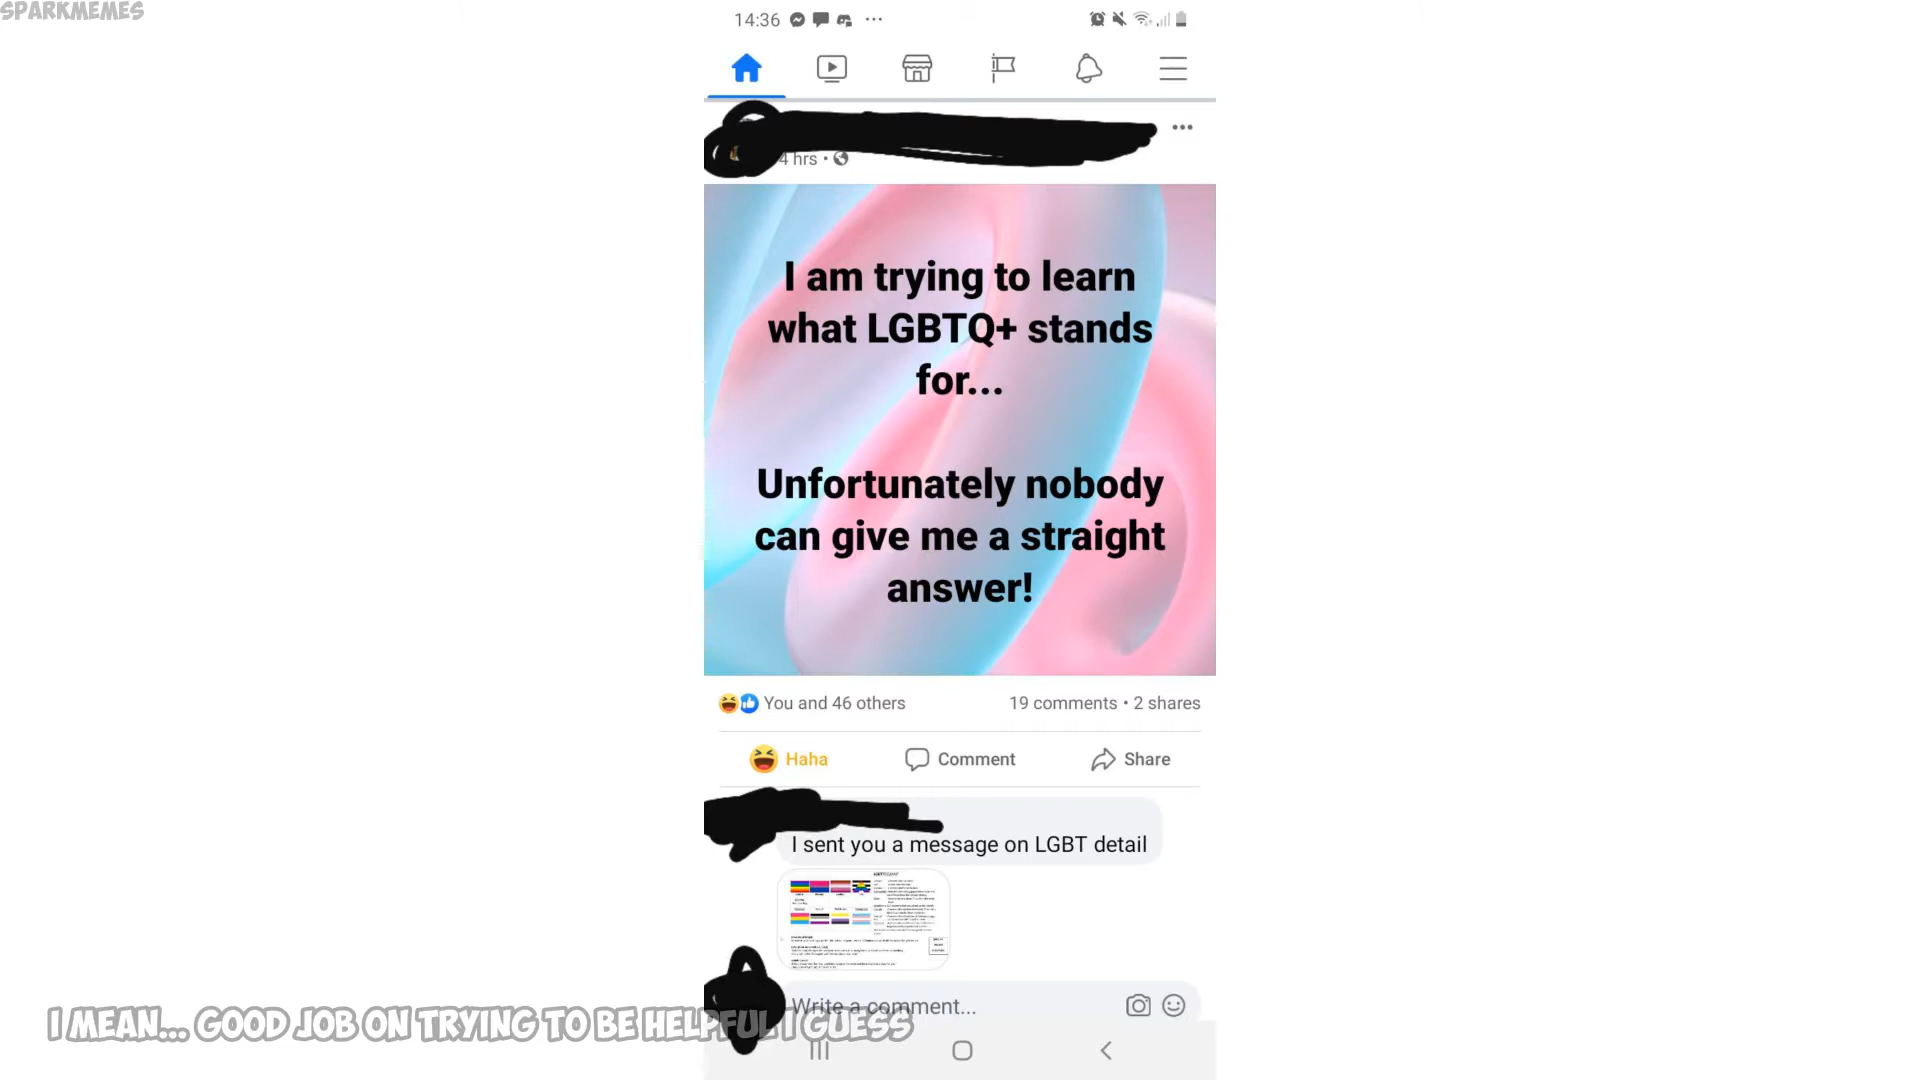 SPARKMEMES
14:36
4 hrs
I am trying to learn
what LGBTQ+ stands
for...
Unfortunately nobody
can give me a straight
answer!
You and 46 others
19 comments • 2 shares
Haha
Comment
Share
I sent you a message on LGBT detail
Write a comment...
I MEAN... GOOD JOB ON TRYING TO BE HELPFUL I GUESS